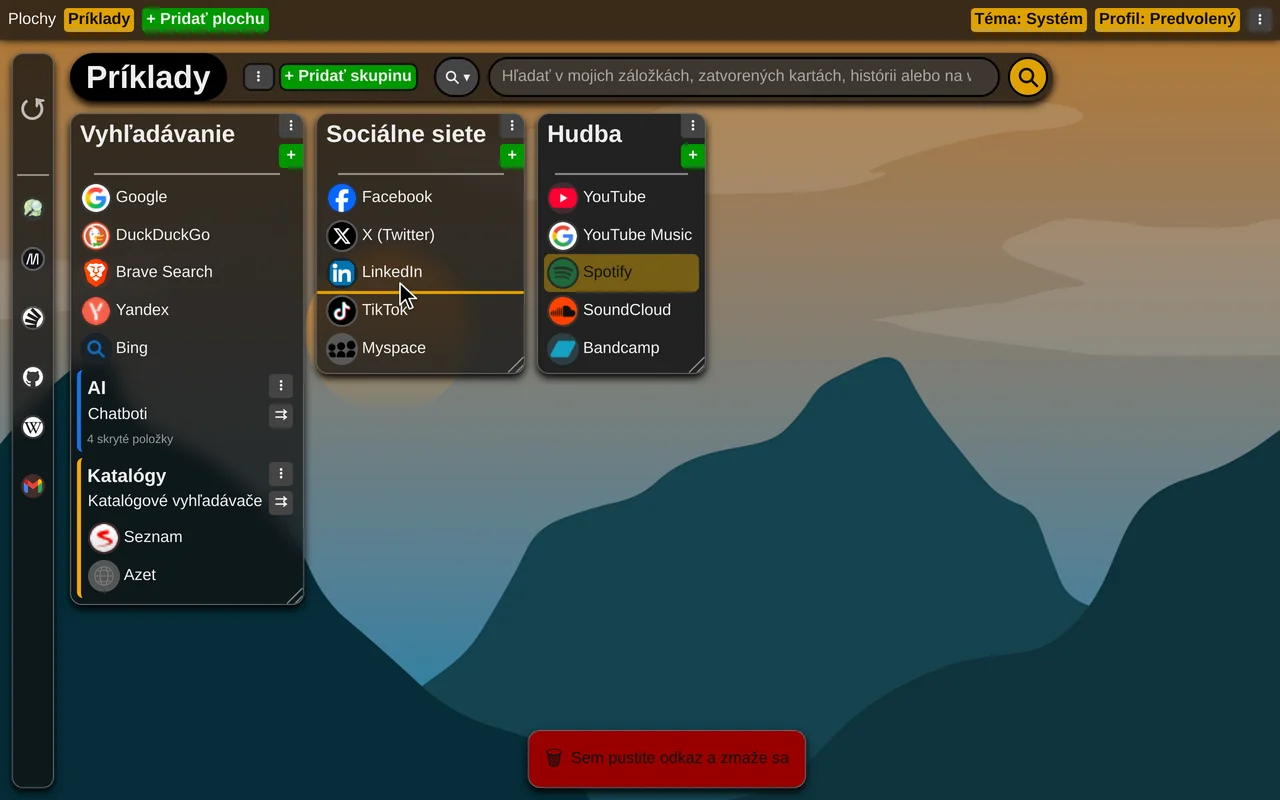 Plochy Príklady + Pridať plochu Téma: Systém Profil: Predvolený
Príklady + Pridať skupinu Hľadať v mojich záložkách, zatvorených kartách, histórii alebo na
Vyhľadávanie
Google
DuckDuckGo
Brave Search
Yandex
Bing
AI
Chatboti
4 skryté položky
Katalógy
Katalógové vyhľadávače
Seznam
Azet
Sociálne siete
Facebook
X (Twitter)
LinkedIn
TikTok
Myspace
Hudba
YouTube
YouTube Music
Spotify
SoundCloud
Bandcamp
Sem pustite odkaz a zmaže sa